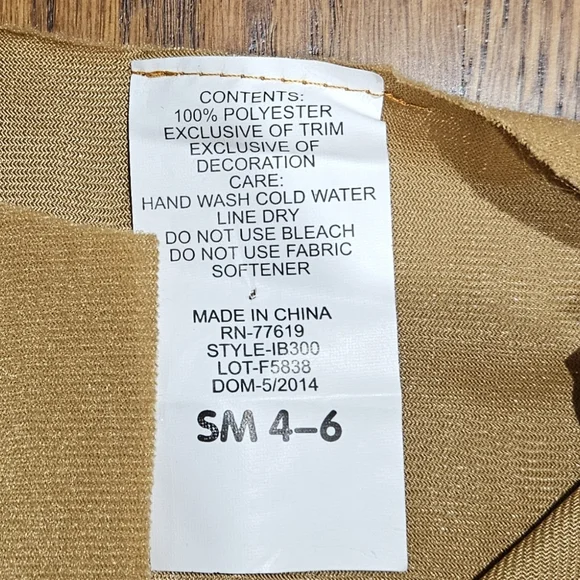 CONTENTS:
100% POLYESTER
EXCLUSIVE OF TRIM
EXCLUSIVE OF
DECORATION
CARE:
HAND WASH COLD WATER
LINE DRY
DO NOT USE BLEACH
DO NOT USE FABRIC
SOFTENER
MADE IN CHINA
RN-77619
STYLE-IB300
LOT-F5838
DOM-5/2014
SM 4-6